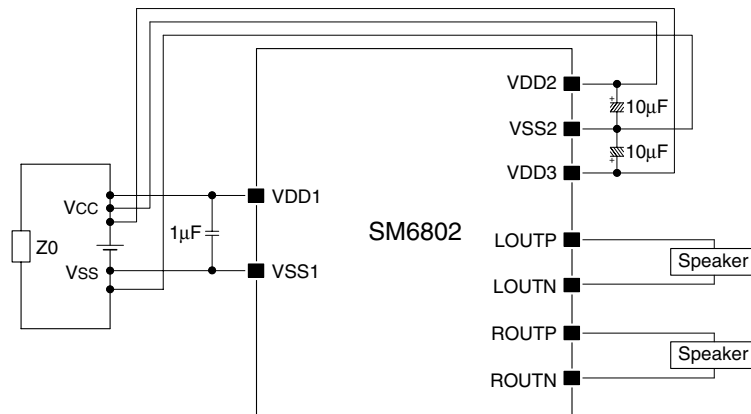 VDD2
+
10μF
VSS2
10μF
+
VDD3
VCC
VDD1
Z0
1μF
SM6802
VSS
VSS1
LOUTP
Speaker
LOUTN
ROUTP
Speaker
ROUTN